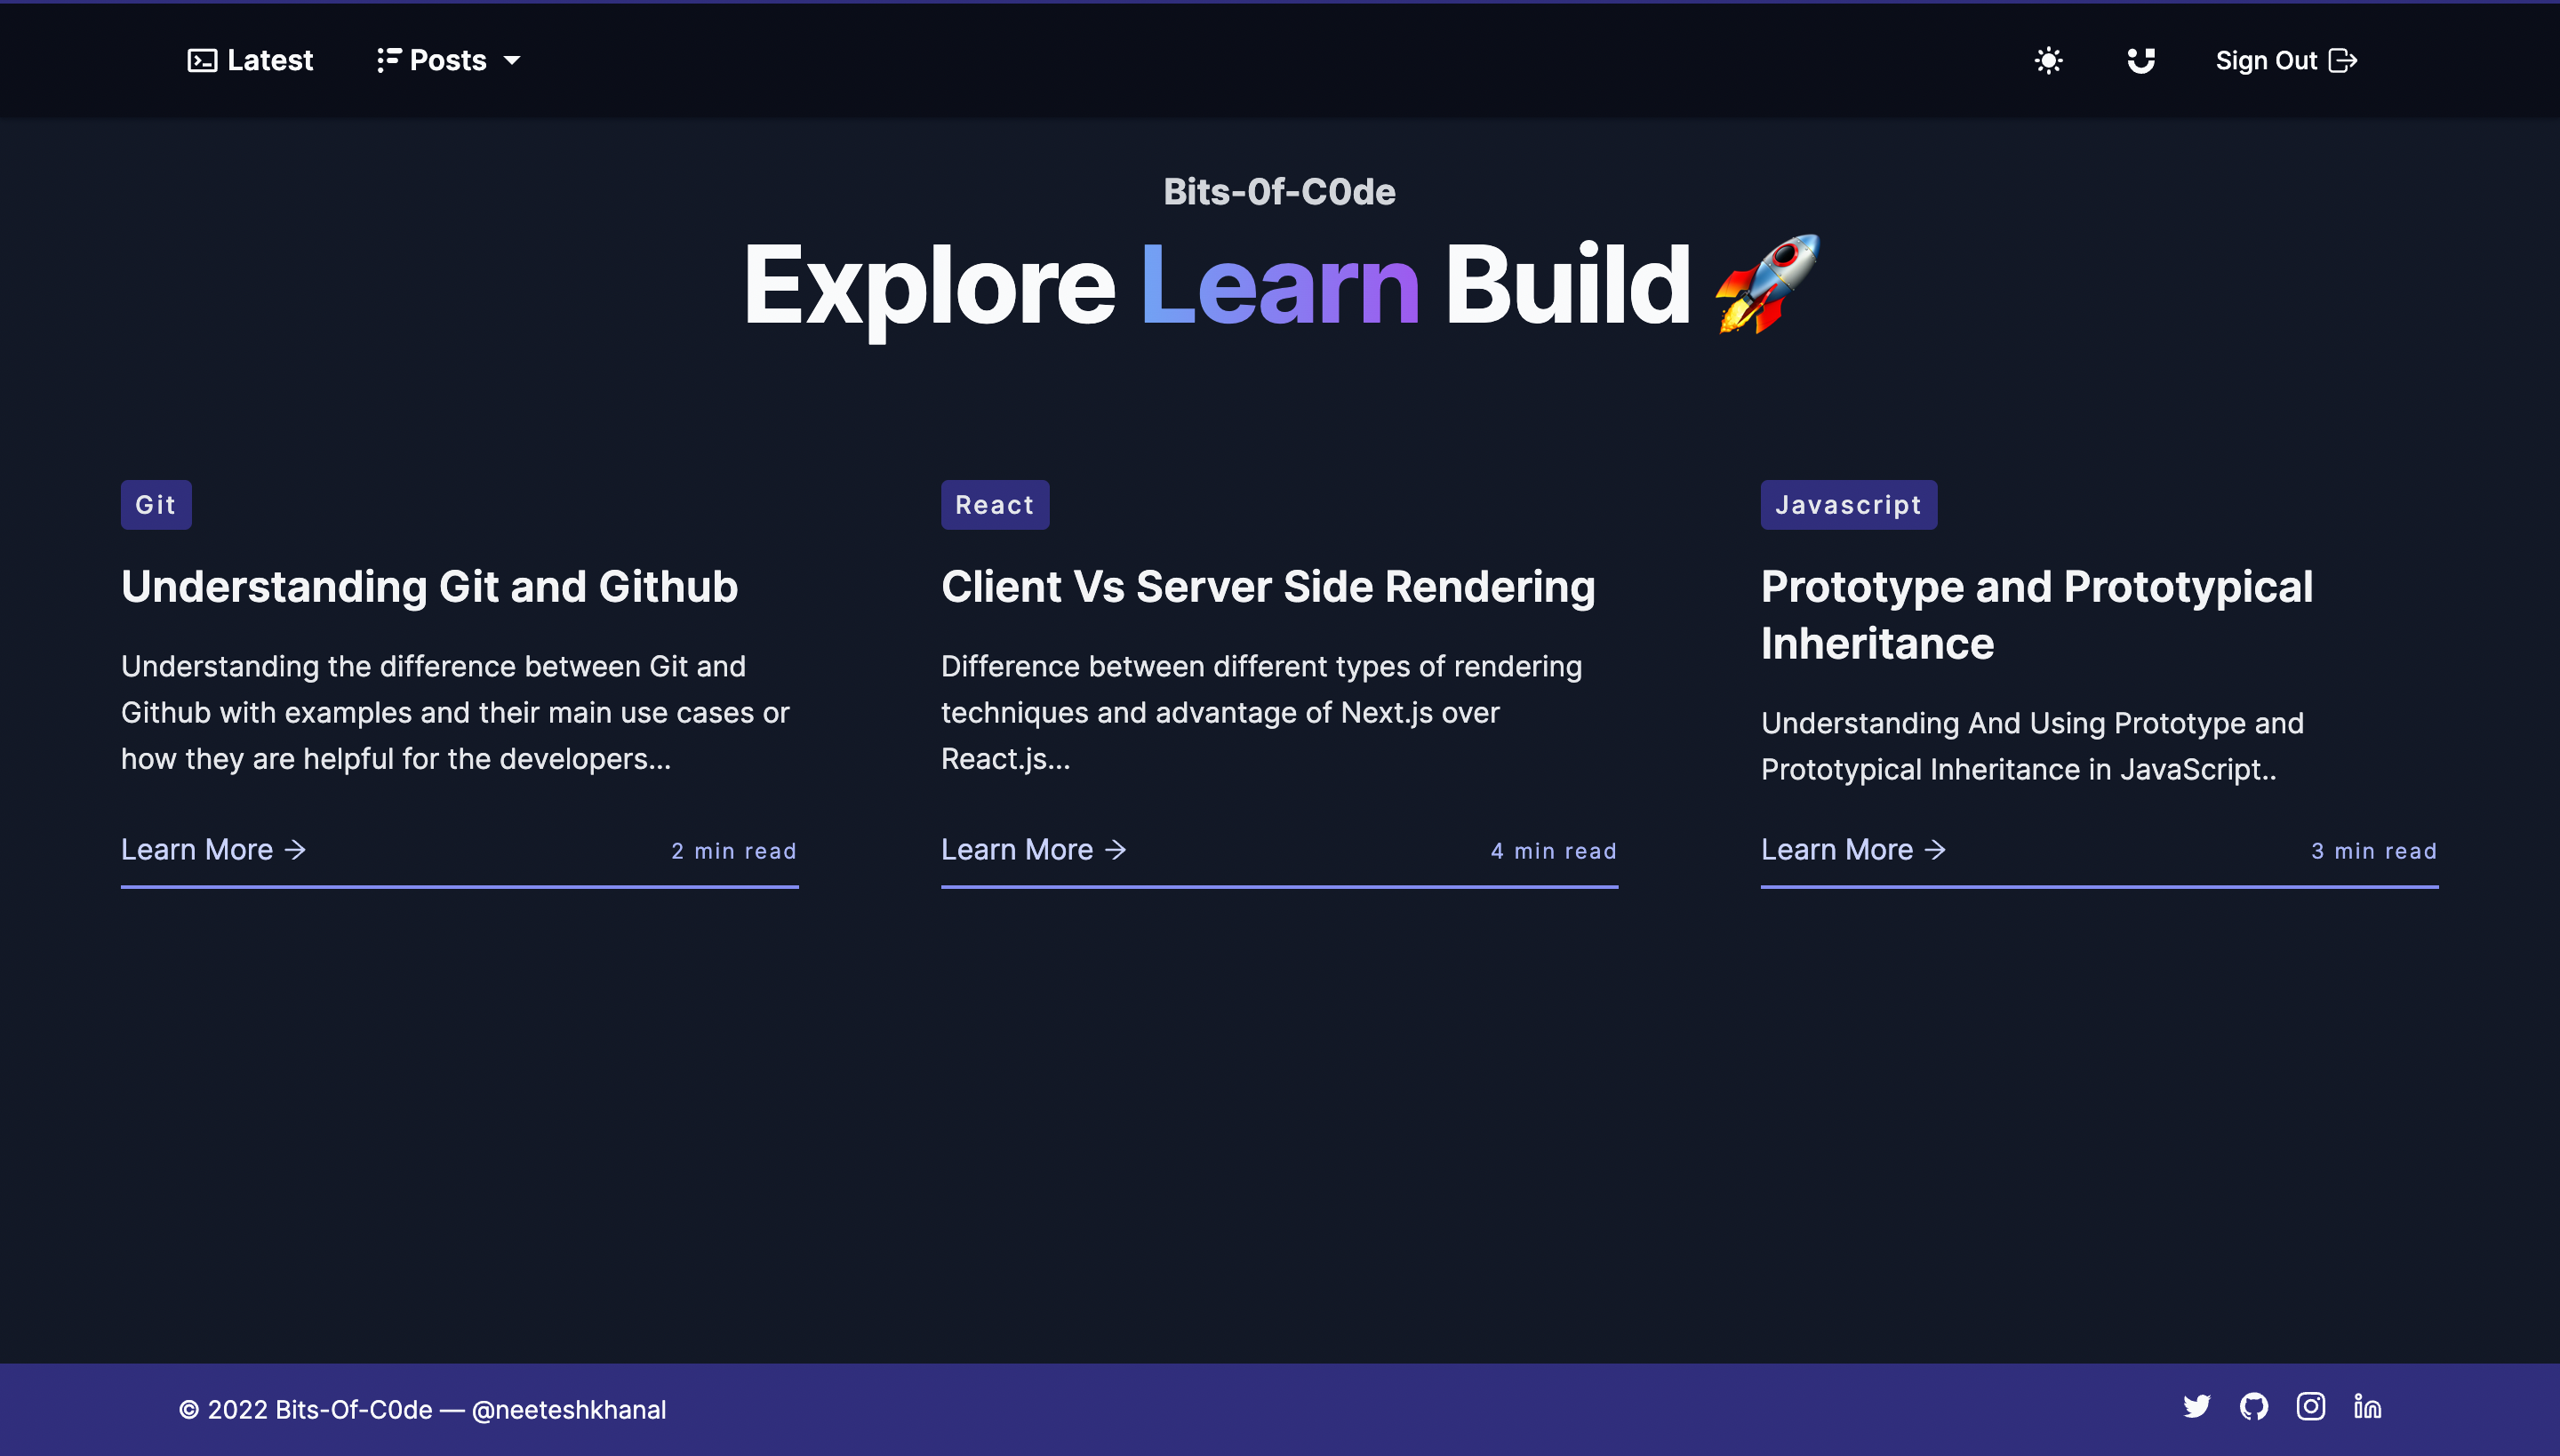 Latest
Posts
Sign Out
Bits-0f-C0de
Explore Learn Build 🚀
Git
Understanding Git and Github
Understanding the difference between Git and
Github with examples and their main use cases or
how they are helpful for the developers...
Learn More →
2 min read
React
Client Vs Server Side Rendering
Difference between different types of rendering
techniques and advantage of Next.js over
React.js...
Learn More →
4 min read
Javascript
Prototype and Prototypical
Inheritance
Understanding And Using Prototype and
Prototypical Inheritance in JavaScript..
Learn More →
3 min read
© 2022 Bits-Of-C0de — @neeteshkhanal